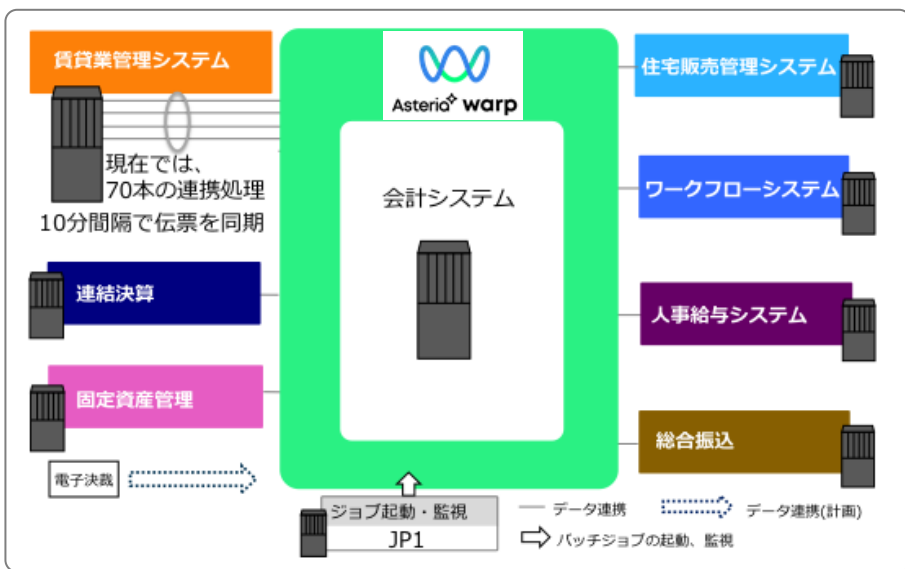 賃貸業管理システム
現在では、
70本の連携処理
10分間隔で伝票を同期
連結決算
固定資産管理
電子決裁
Asteria warp
会計システム
住宅販売管理システム
ワークフローシステム
人事給与システム
総合振込
ジョブ起動・監視
JP1
データ連携
データ連携(計画)
バッチジョブの起動、監視